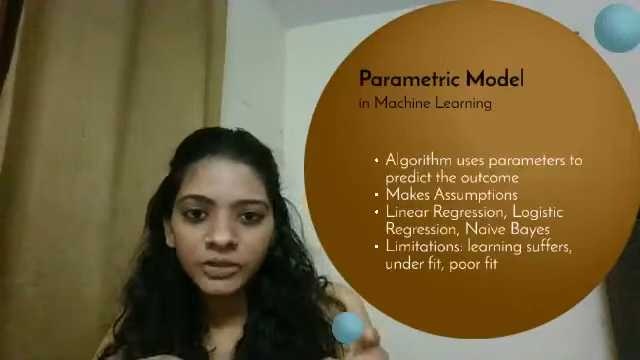 Parametric Model
in Machine Learning
• Algorithm uses parameters to
predict the outcome
• Makes Assumptions
• Linear Regression, Logistic
Regression, Naive Bayes
• Limitations: learning suffers,
under fit, poor fit